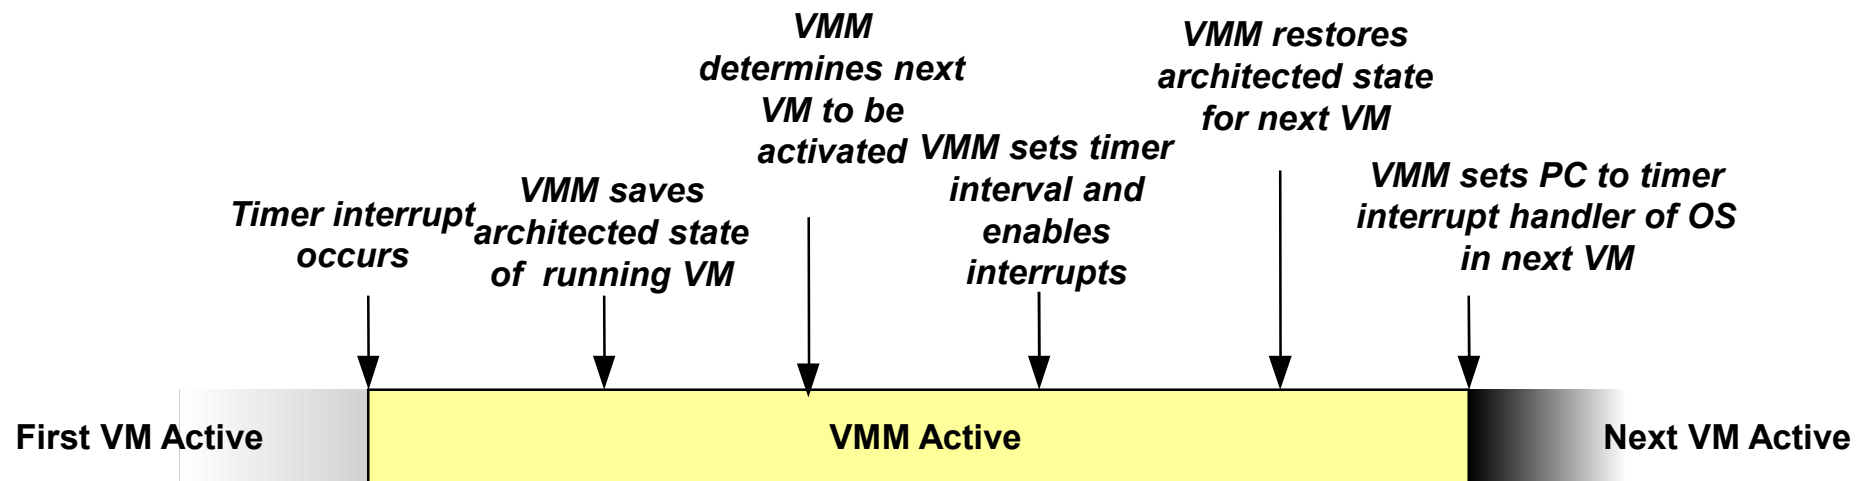 Timer interrupt
occurs
VMM saves
architected state
of running VM
VMM
determines next
VM to be
activated
VMM sets timer
interval and
enables
interrupts
VMM restores
architected state
for next VM
VMM sets PC to timer
interrupt handler of OS
in next VM
First VM Active
VMM Active
Next VM Active